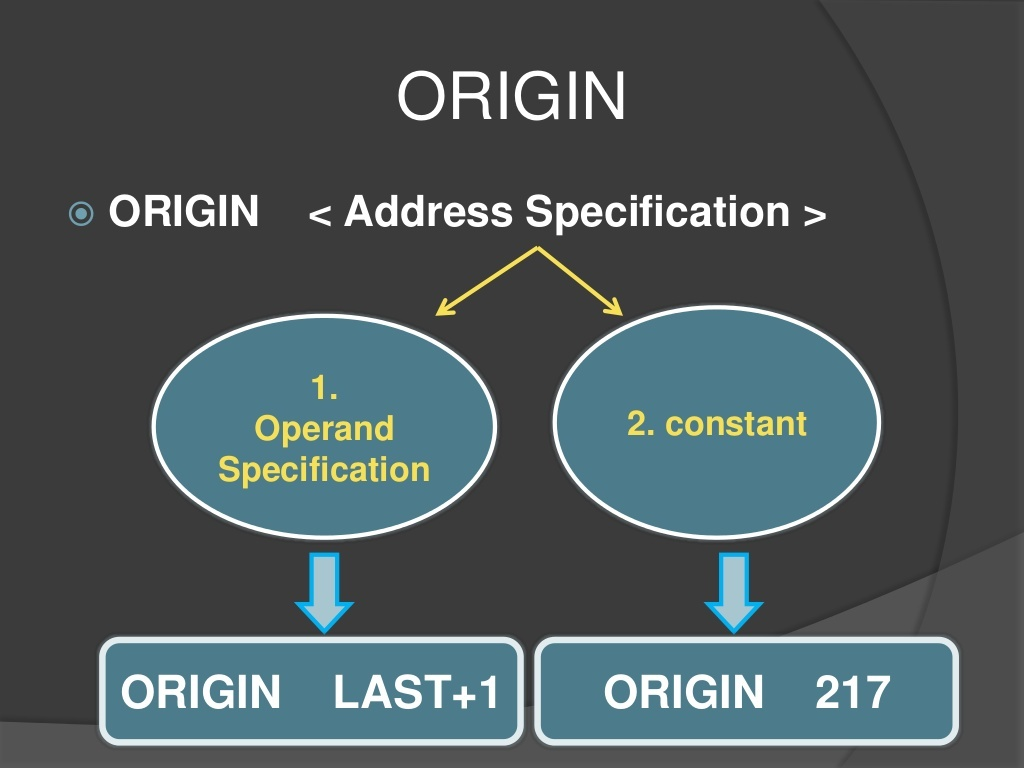 ORIGIN
ORIGIN < Address Specification >
1.
Operand
Specification
2. constant
ORIGIN LAST+1
ORIGIN 217